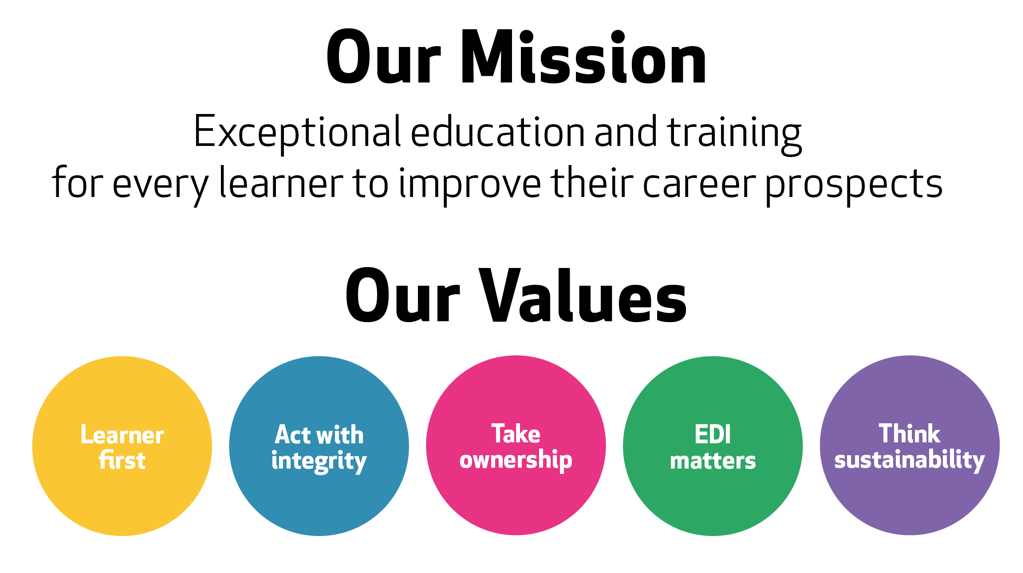 Our Mission
Exceptional education and training
for every learner to improve their career prospects
Our Values
Learner
first
Act with
integrity
Take
ownership
EDI
matters
Think
sustainability